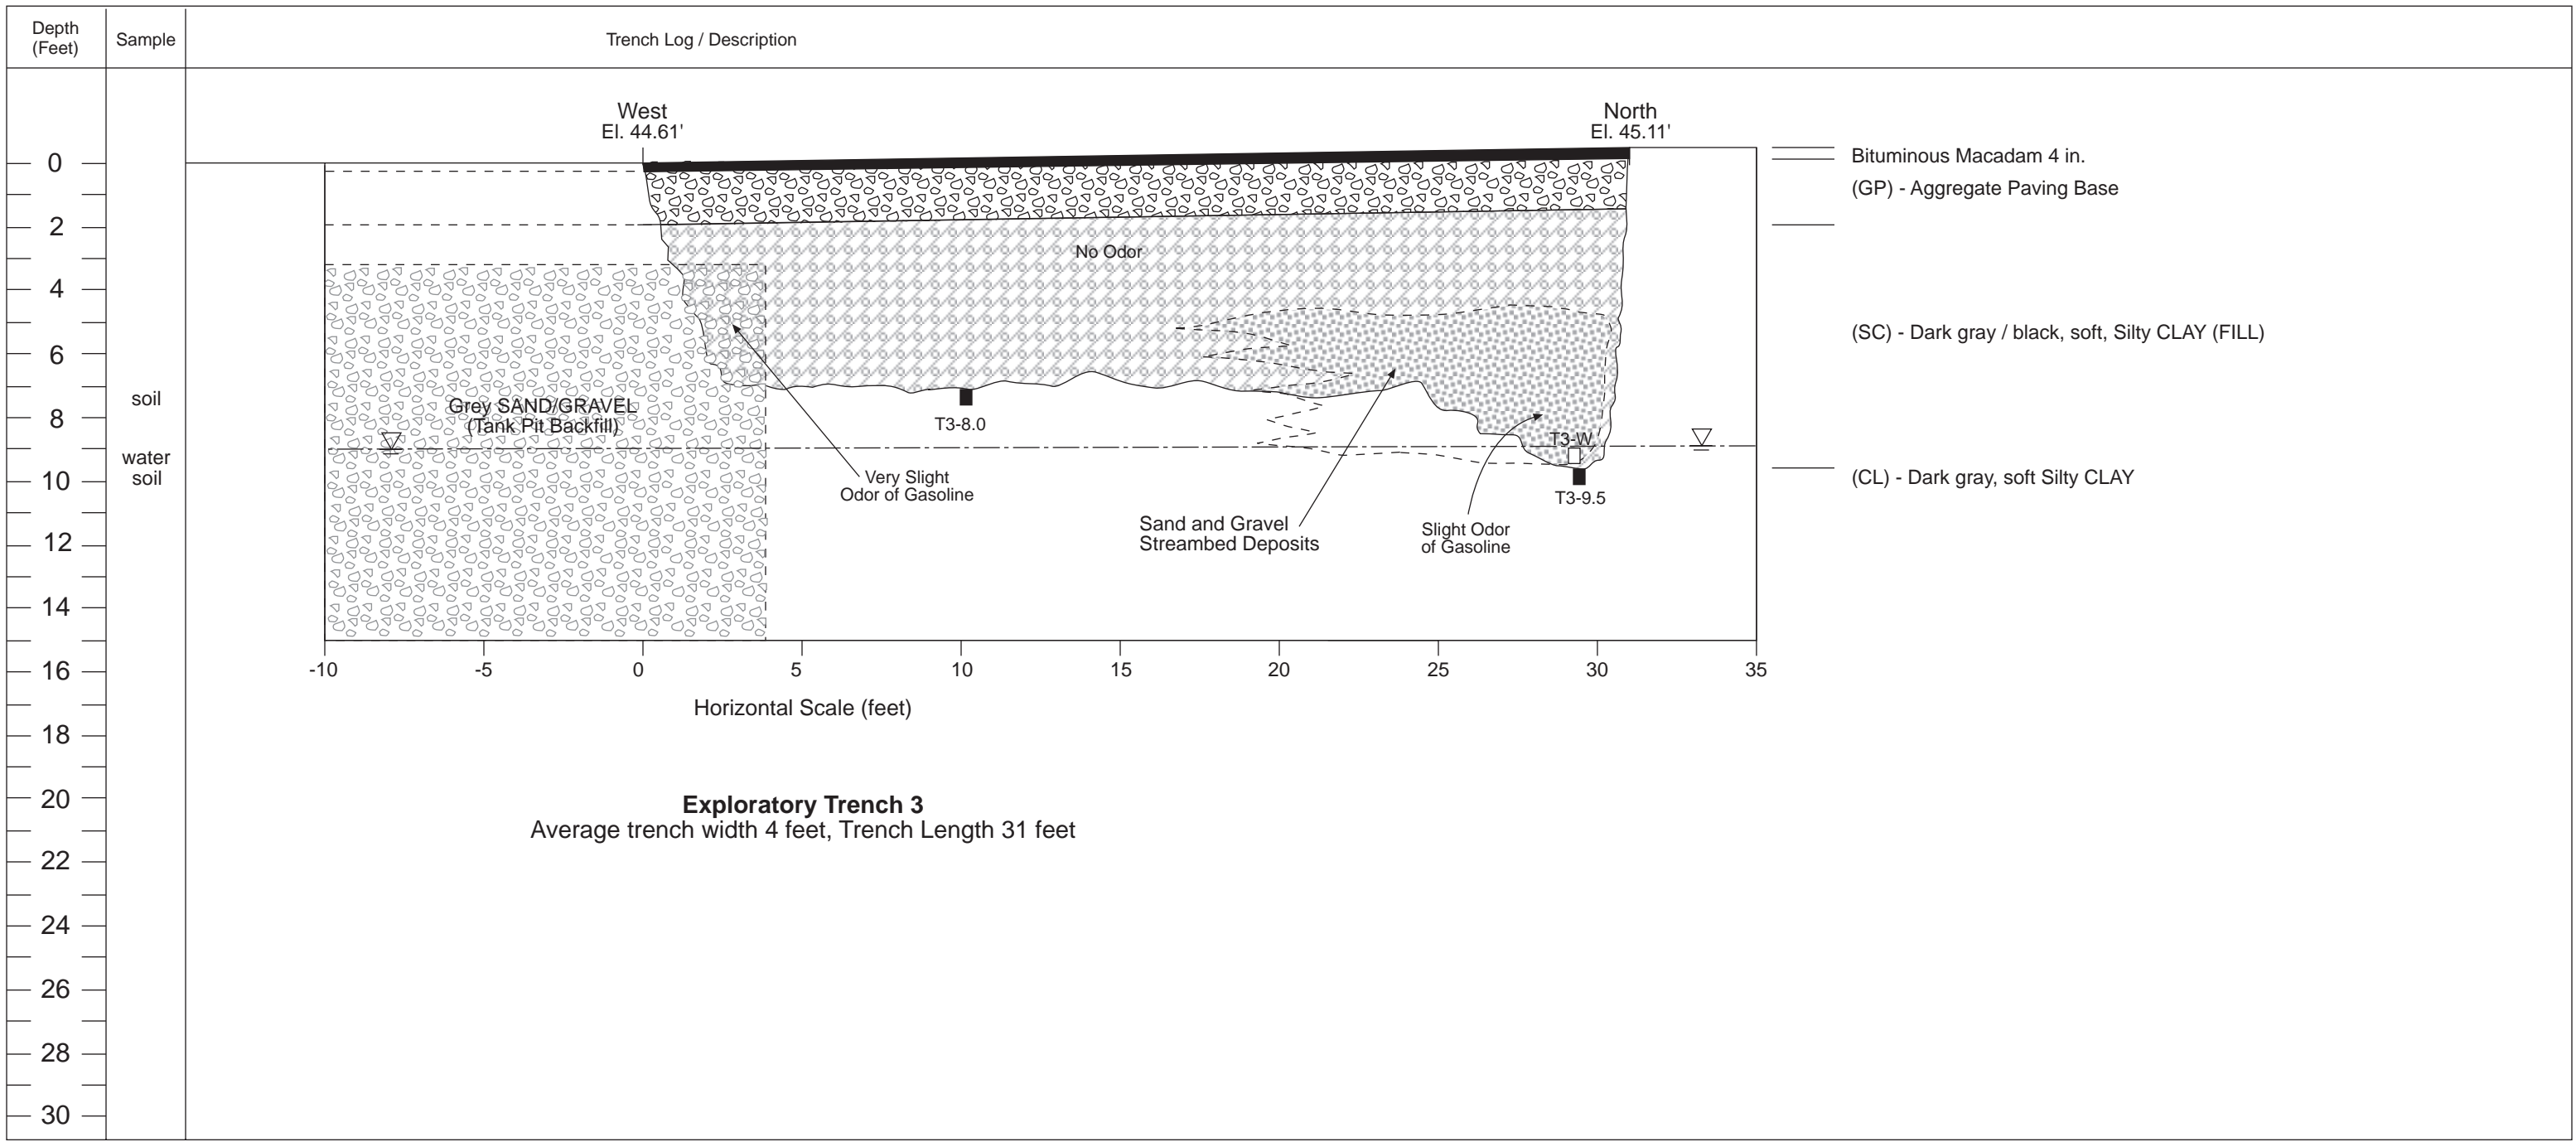 Depth
(Feet)
Sample
Trench Log / Description
West
El. 44.61'
North
El. 45.11'
0
2
4
6
8
10
12
14
16
18
20
22
24
26
28
30
soil
water
soil
Bituminous Macadam 4 in.
(GP) - Aggregate Paving Base
No Odor
(SC) - Dark gray / black, soft, Silty CLAY (FILL)
Grey SAND/GRAVEL
(Tank Pit Backfill)
T3-8.0
T3-W
Very Slight
Odor of Gasoline
(CL) - Dark gray, soft Silty CLAY
T3-9.5
Sand and Gravel
Streambed Deposits
Slight Odor
of Gasoline
-10
-5
0
5
10
15
20
25
30
35
Horizontal Scale (feet)
Exploratory Trench 3
Average trench width 4 feet, Trench Length 31 feet